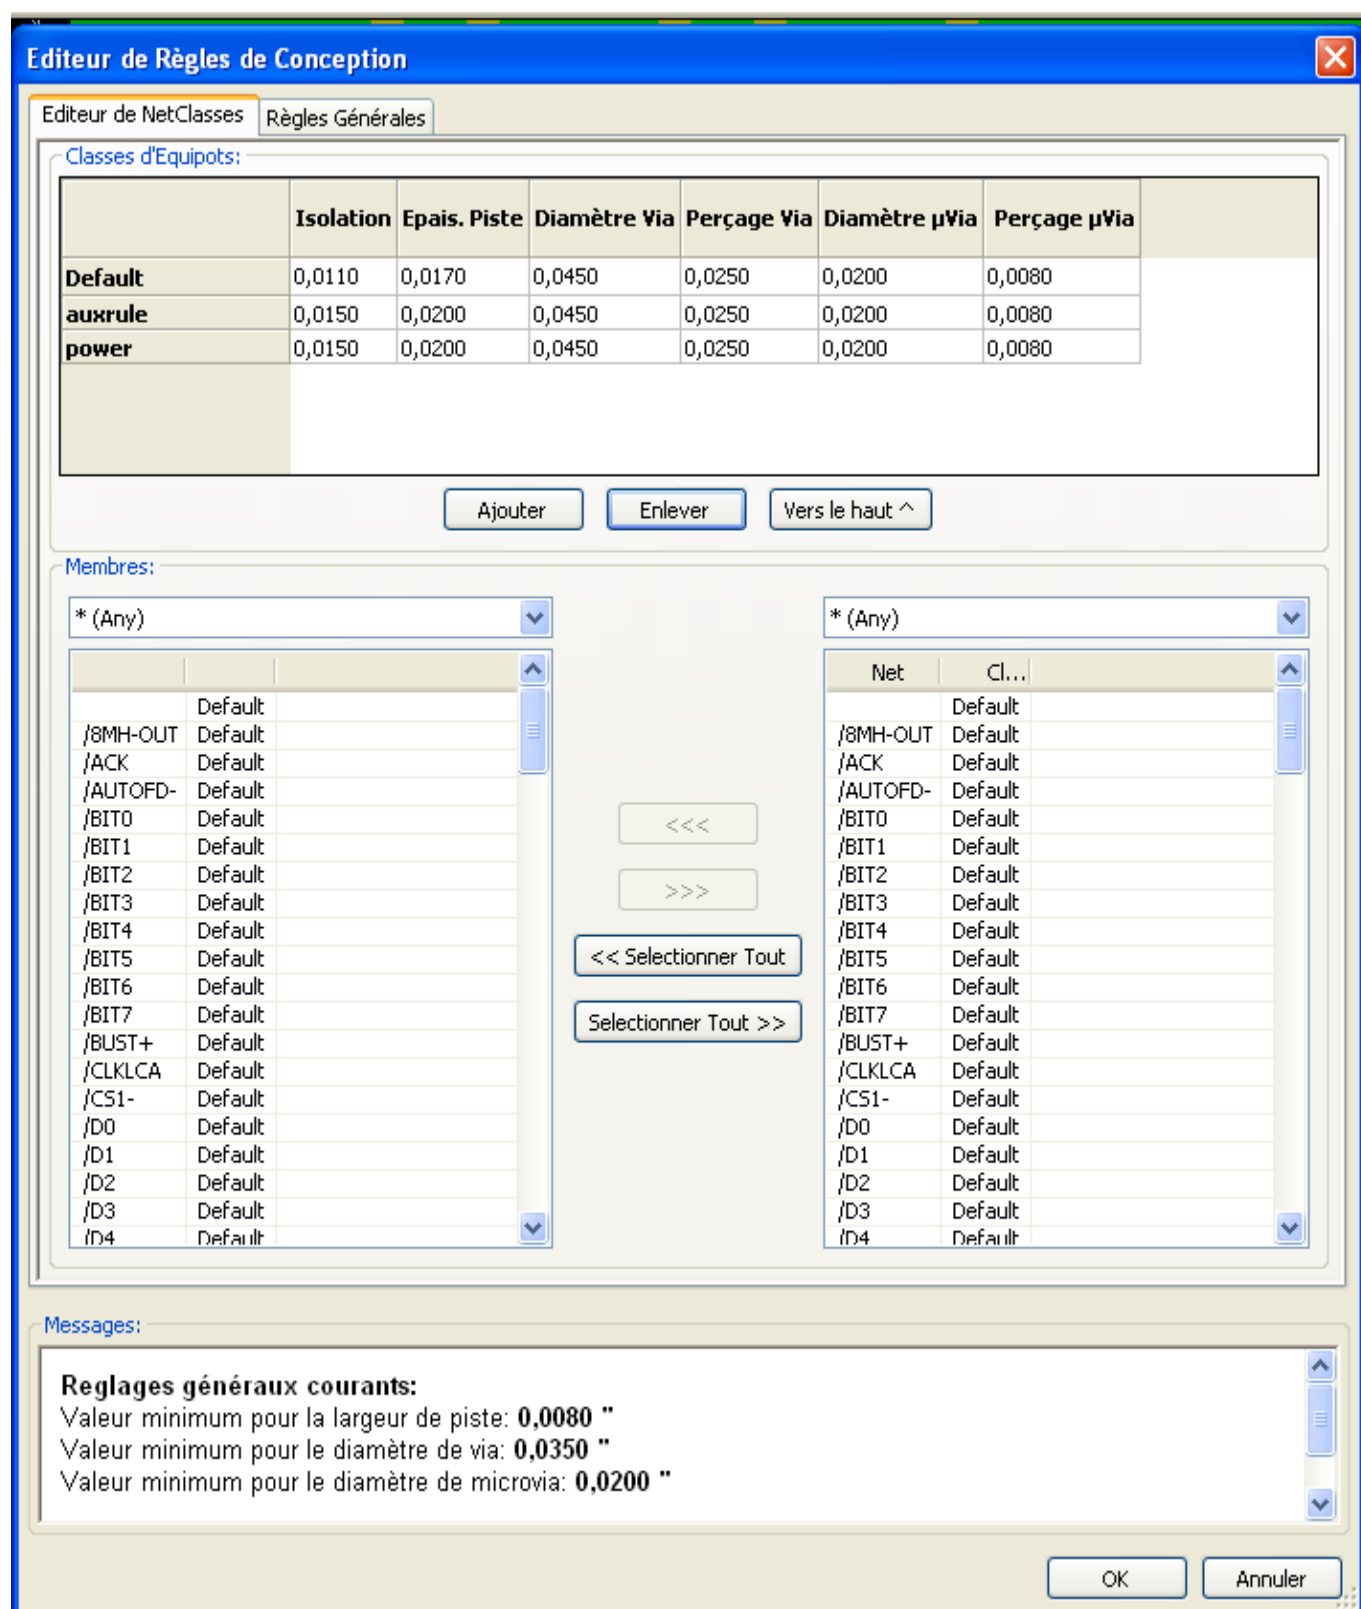 Editeur de Règles de Conception
Editeur de NetClasses Règles Générales
Classes d'Equipots:
Isolation Epais. Piste Diamètre Via Perçage Via Diamètre µVia Perçage µVia
Default 0,0110 0,0170 0,0450 0,0250 0,0200 0,0080
auxrule 0,0150 0,0200 0,0450 0,0250 0,0200 0,0080
power 0,0150 0,0200 0,0450 0,0250 0,0200 0,0080
Ajouter Enlever Vers le haut ^
Membres:
* (Any) * (Any)
Net Cl...
Default Default
/8MH-OUT Default /8MH-OUT Default
/ACK Default /ACK Default
/AUTOFD- Default /AUTOFD- Default
/BIT0 Default <<< /BIT0 Default
/BIT1 Default /BIT1 Default
/BIT2 Default /BIT2 Default
/BIT3 Default >>> /BIT3 Default
/BIT4 Default /BIT4 Default
/BIT5 Default << Selectionner Tout /BIT5 Default
/BIT6 Default /BIT6 Default
/BIT7 Default Selectionner Tout >> /BIT7 Default
/BUST+ Default /BUST+ Default
/CLKLCA Default /CLKLCA Default
/CS1- Default /CS1- Default
/D0 Default /D0 Default
/D1 Default /D1 Default
/D2 Default /D2 Default
/D3 Default /D3 Default
/D4 Default /D4 Default
Messages:
Reglages généraux courants:
Valeur minimum pour la largeur de piste: 0,0080 "
Valeur minimum pour le diamètre de via: 0,0350 "
Valeur minimum pour le diamètre de microvia: 0,0200 "
OK Annuler